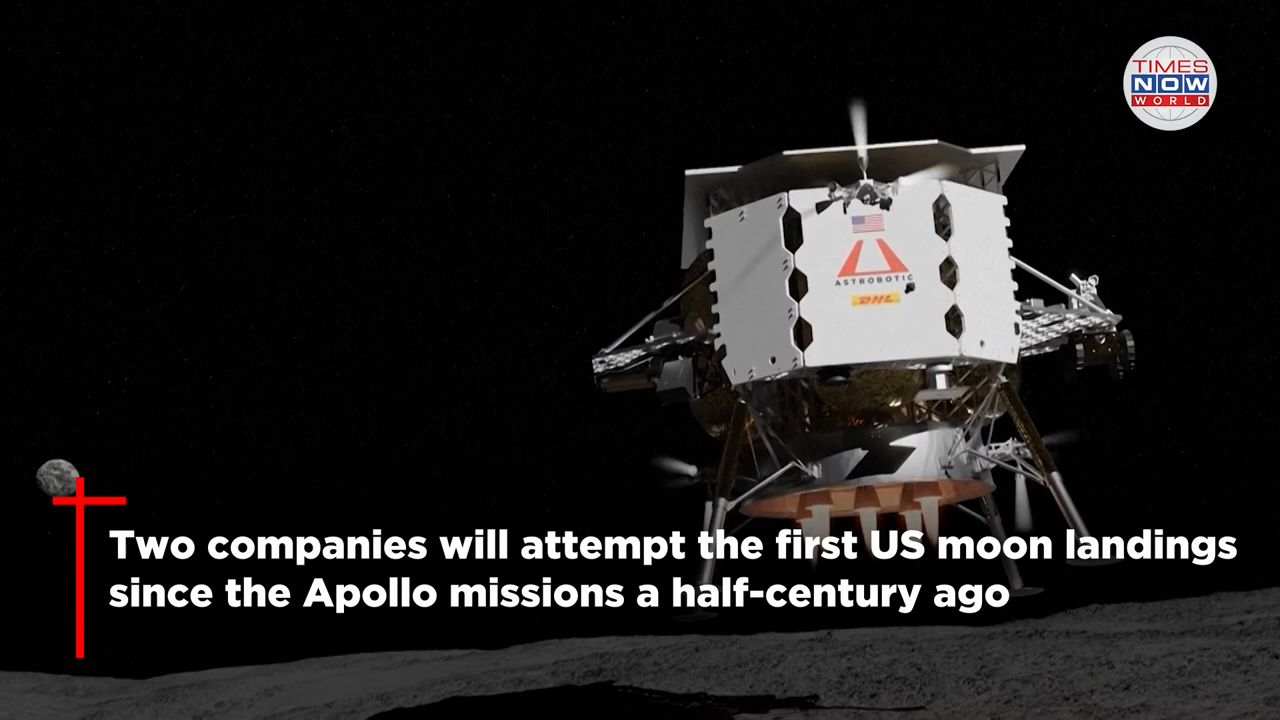 TIMES
NOW
WORLD
ASTROBOTIC
DHL
Two companies will attempt the first US moon landings
since the Apollo missions a half-century ago